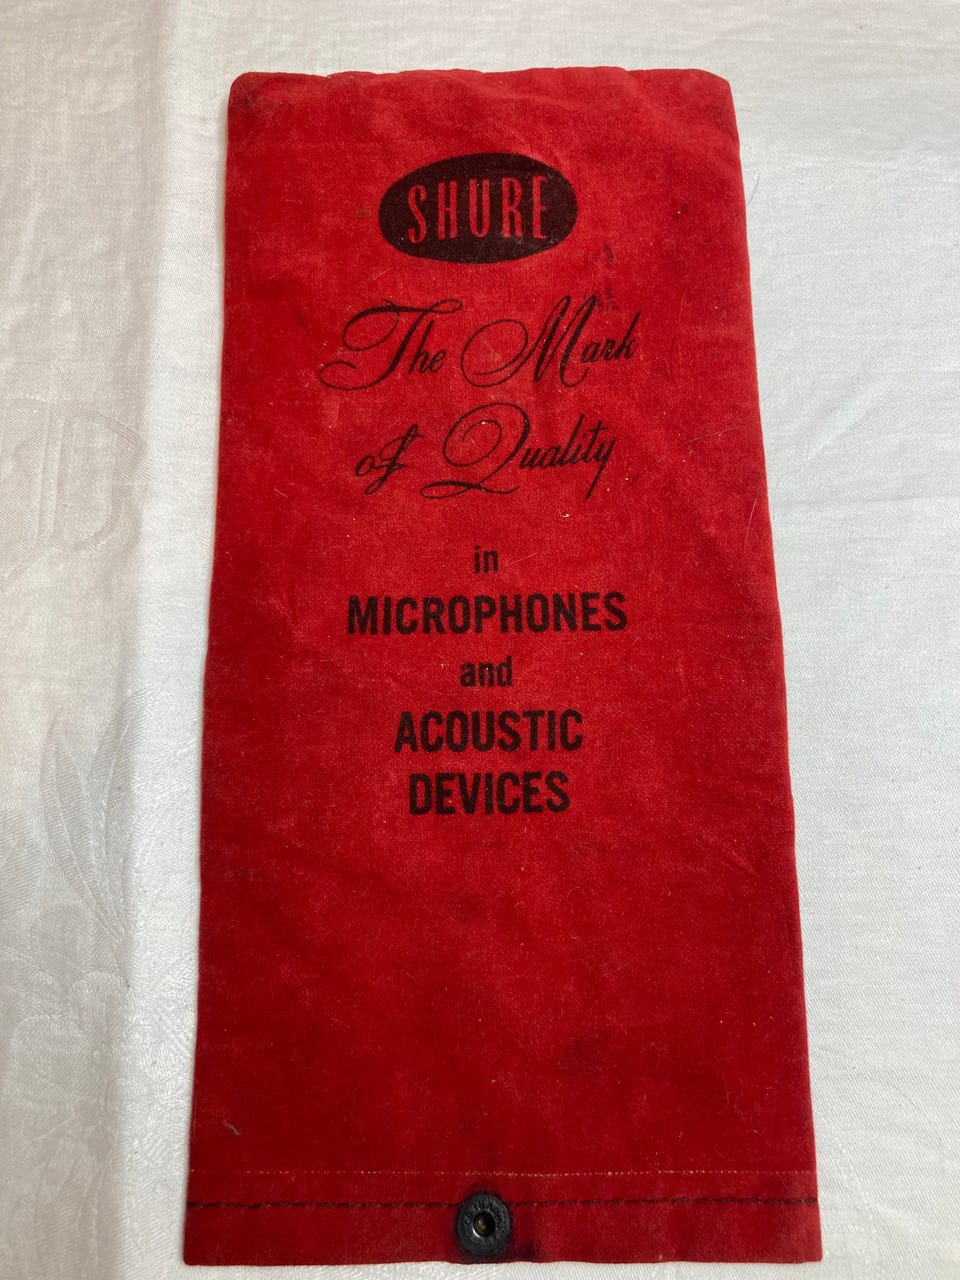 SHURE
The Mark
of Quality
in
MICROPHONES
and
ACOUSTIC
DEVICES